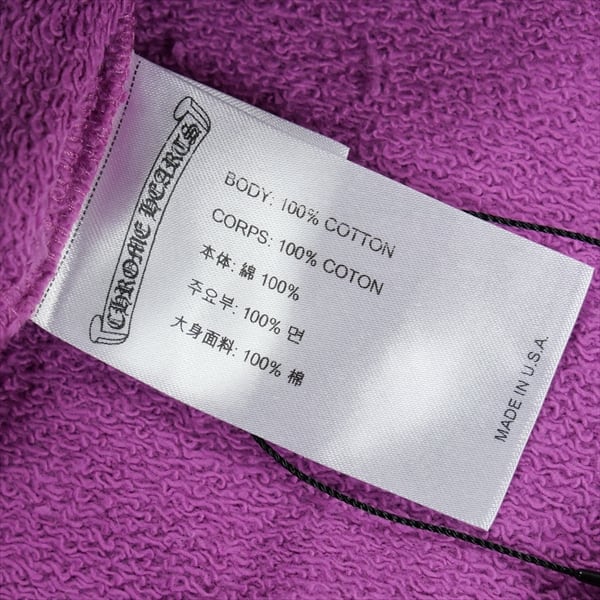 CHROME HEARTS
BODY: 100% COTTON
CORPS: 100% COTON
本体: 綿 100%
주요부: 100% 면
大身面料: 100% 棉
MADE IN U.S.A.